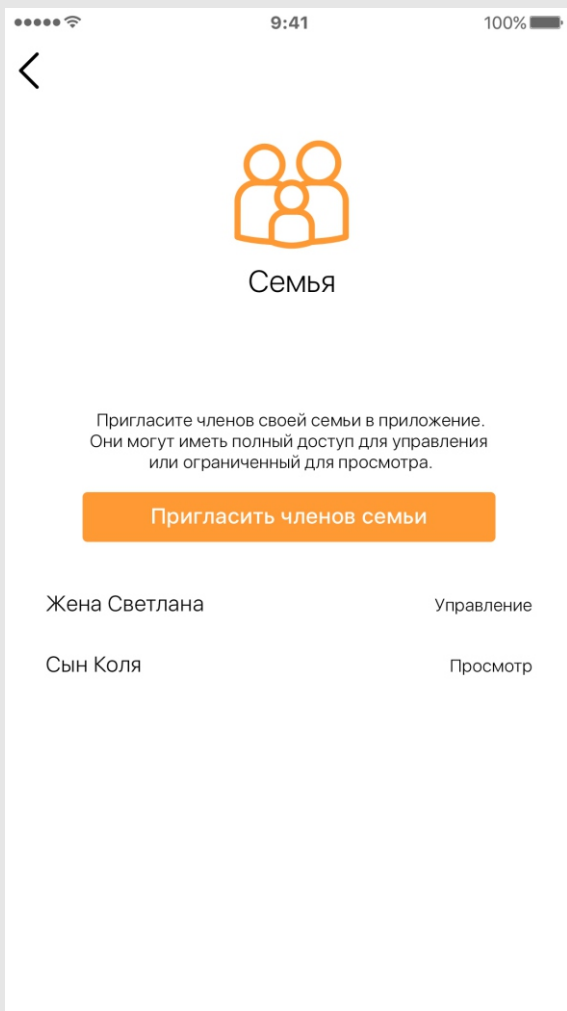 9:41
100%
Семья
Пригласите членов своей семьи в приложение.
Они могут иметь полный доступ для управления
или ограниченный для просмотра.
Пригласить членов семьи
Жена Светлана Управление
Сын Коля Просмотр